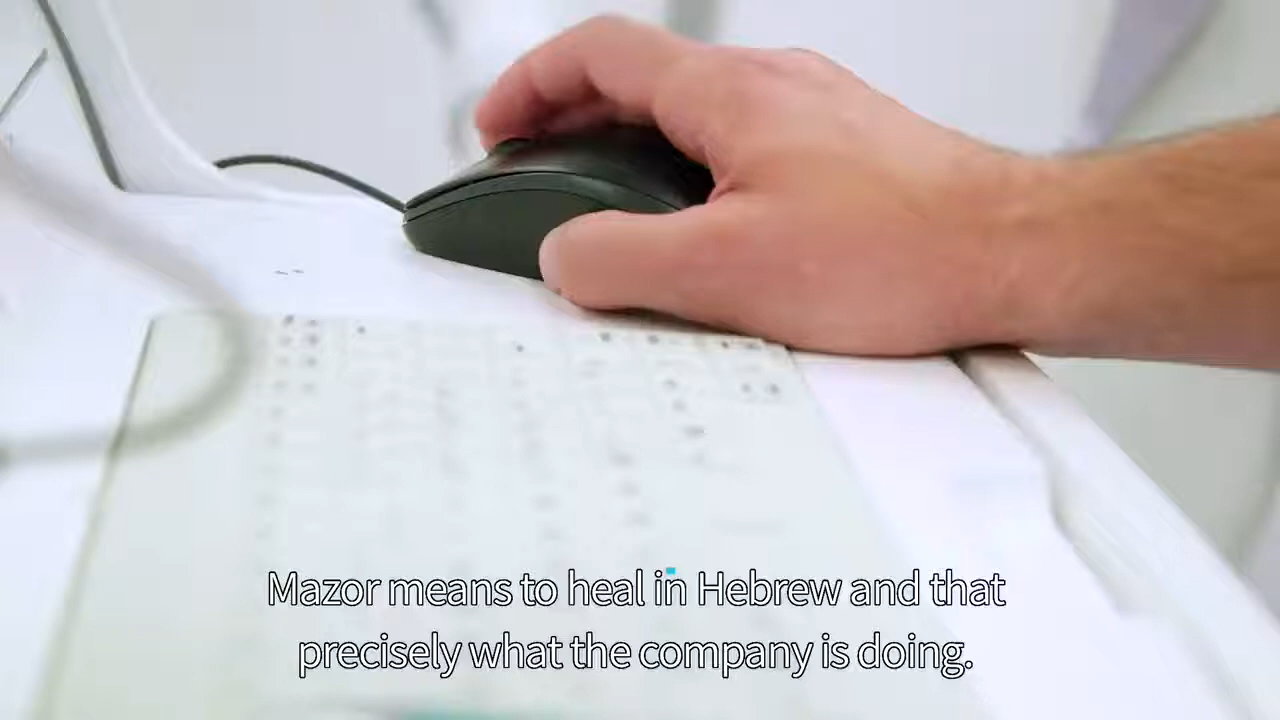 Mazor means to heal in Hebrew and that
precisely what the company is doing.